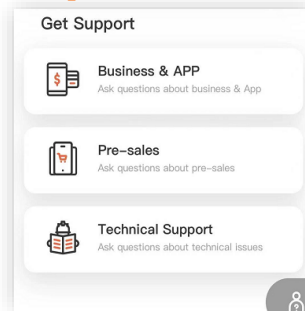 Get Support
Business & APP
Ask questions about business & App
Pre-sales
Ask questions about pre-sales
Technical Support
Ask questions about technical issues